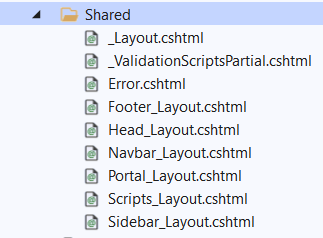 Shared
_Layout.cshtml
_ValidationScriptsPartial.cshtml
Error.cshtml
Footer_Layout.cshtml
Head_Layout.cshtml
Navbar_Layout.cshtml
Portal_Layout.cshtml
Scripts_Layout.cshtml
Sidebar_Layout.cshtml